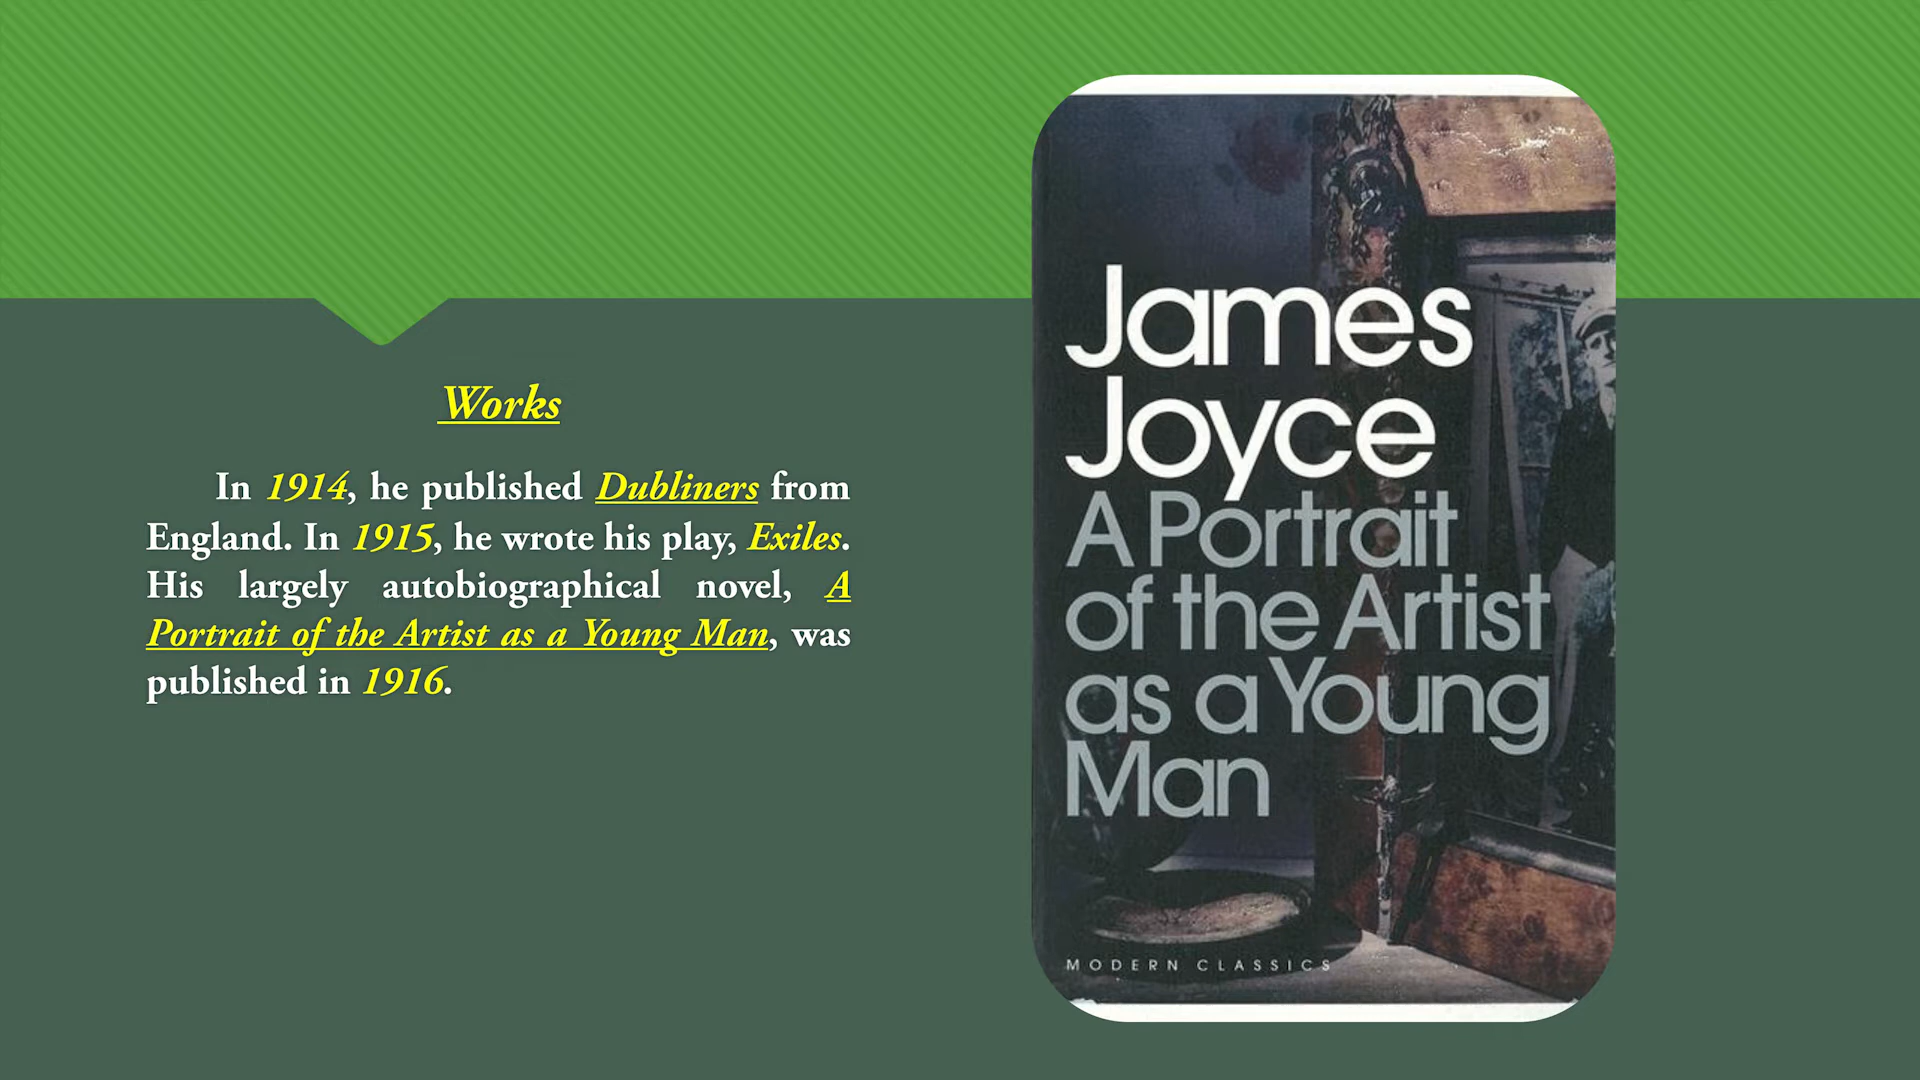 Works
In 1914, he published Dubliners from
England. In 1915, he wrote his play, Exiles.
His largely autobiographical novel, A
Portrait of the Artist as a Young Man, was
published in 1916.
James
Joyce
A Portrait
of the Artist
as a Young
Man
MODERN CLASSICS